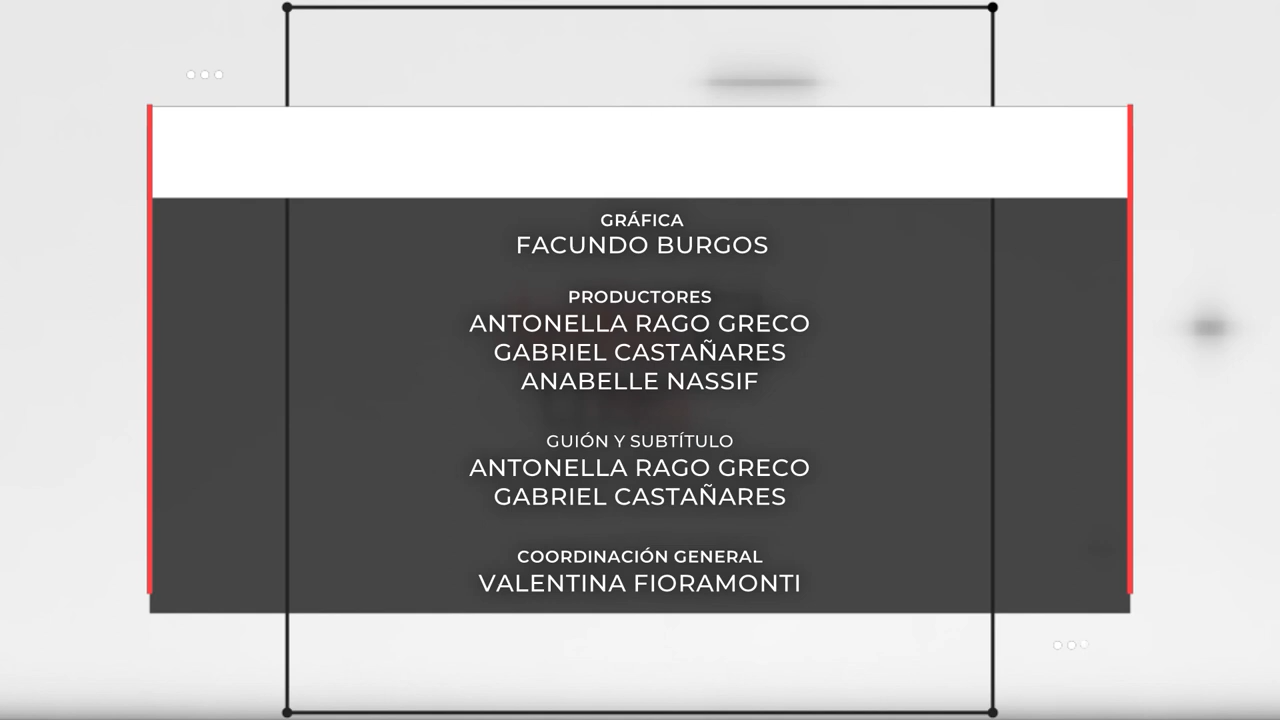 GRÁFICA
FACUNDO BURGOS
PRODUCTORES
ANTONELLA RAGO GRECO
GABRIEL CASTAÑARES
ANABELLE NASSIF
GUIÓN Y SUBTÍTULO
ANTONELLA RAGO GRECO
GABRIEL CASTAÑARES
COORDINACIÓN GENERAL
VALENTINA FIORAMONTI